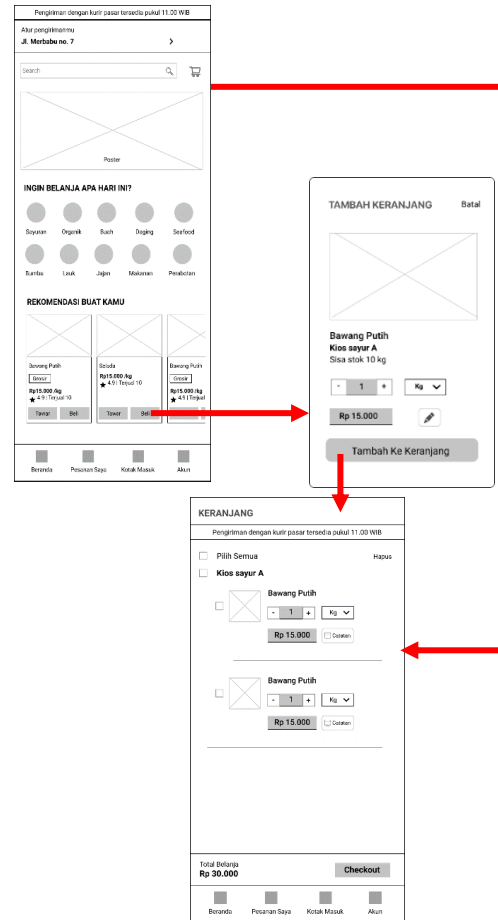 Pengiriman dengan kurir pasar tersedia pukul 11.00 WIB
Atur pengirimanmu
Jl. Merbabu no. 7
Search
Poster
INGIN BELANJA APA HARI INI?
Sayuran Organik Buah Daging Seafood
Bumbu Lauk Jajan Makanan Perabotan
REKOMENDASI BUAT KAMU
Bawang Putih
Grosir
Rp15.000 /kg
4.9 | Terjual 10
Tawar Beli
Selada
Rp15.000 /kg
4.9 | Terjual 10
Tawar Beli
Bawang Putih
Grosir
Rp15.000 /kg
4.9 | Terjual
Beranda Pesanan Saya Kotak Masuk Akun
TAMBAH KERANJANG Batal
Bawang Putih
Kios sayur A
Sisa stok 10 kg
- 1 + Kg
Rp 15.000
Tambah Ke Keranjang
KERANJANG
Pengiriman dengan kurir pasar tersedia pukul 11.00 WIB
Pilih Semua Hapus
Kios sayur A
Bawang Putih
- 1 + Kg
Rp 15.000 Catatan
Bawang Putih
- 1 + Kg
Rp 15.000 Catatan
Total Belanja
Rp 30.000 Checkout
Beranda Pesanan Saya Kotak Masuk Akun